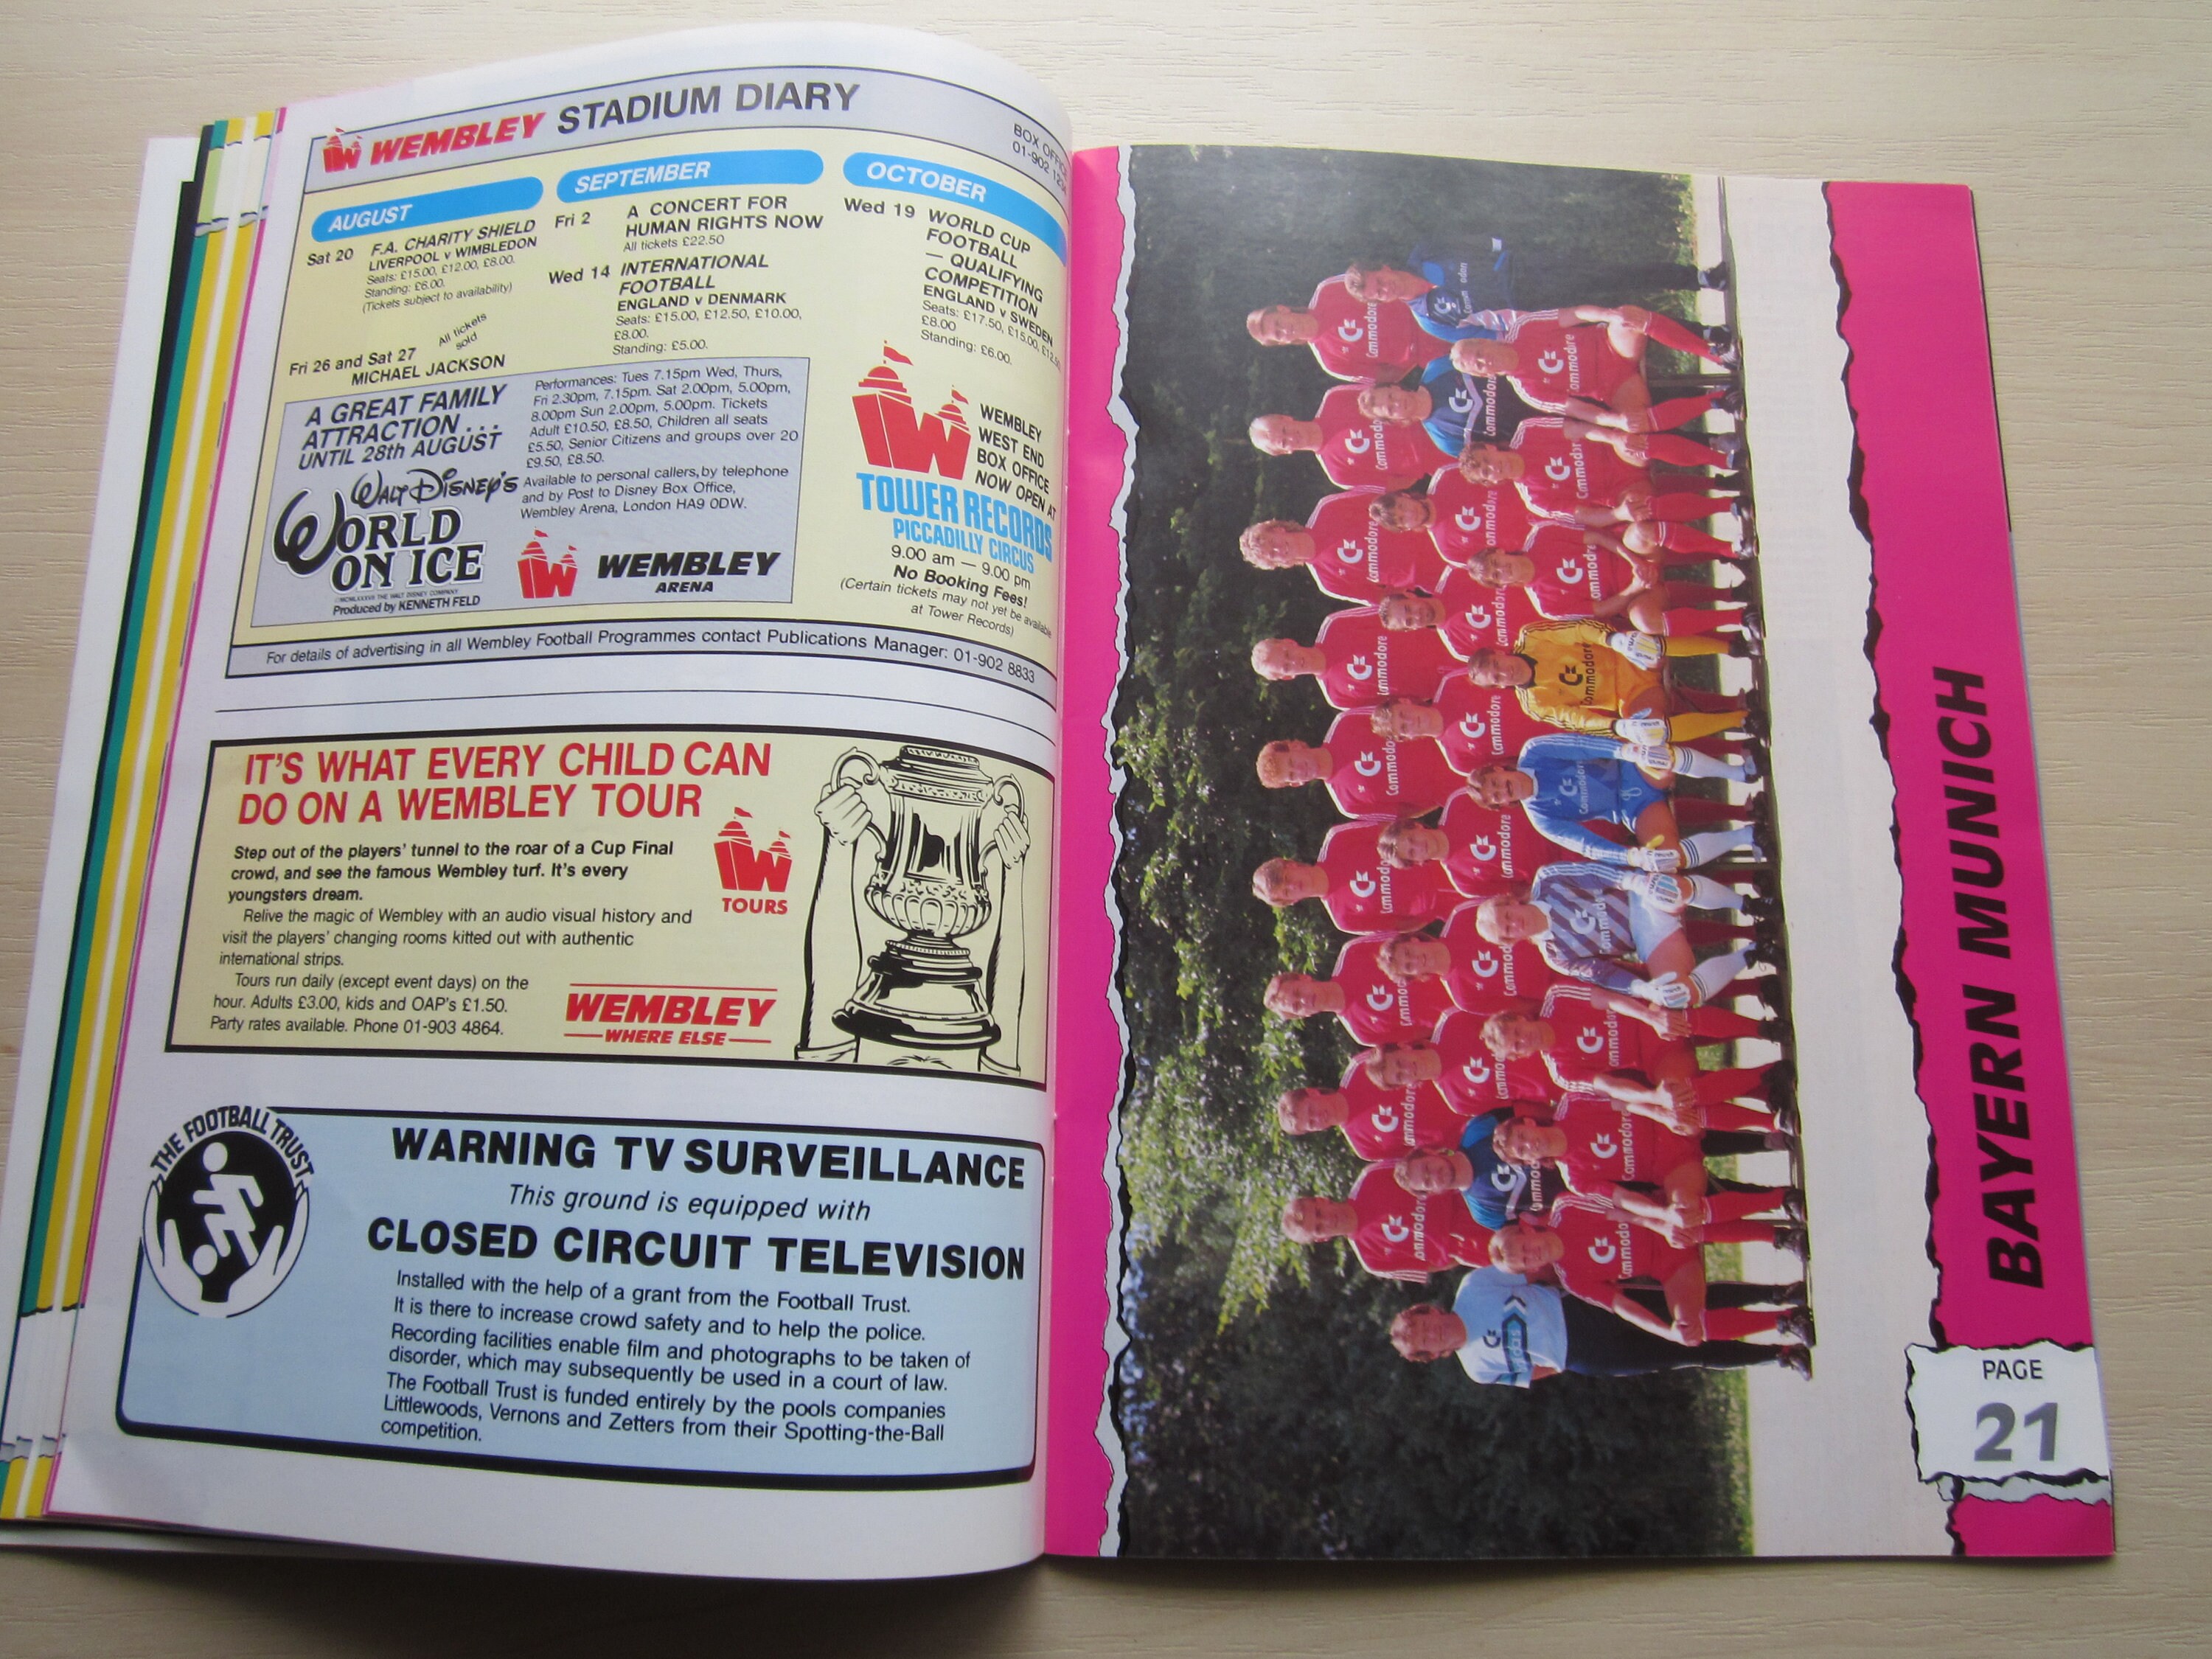 WEMBLEY STADIUM DIARY
BOX OFFICE
01-902 1234
AUGUST
Sat 20 F.A. CHARITY SHIELD
LIVERPOOL v WIMBLEDON
Seats: £15.00, £12.00, £8.00.
Standing: £6.00.
(Tickets subject to availability)
All tickets
sold
Fri 26 and Sat 27
MICHAEL JACKSON
SEPTEMBER
Fri 2 A CONCERT FOR
HUMAN RIGHTS NOW
All tickets £22.50
Wed 14 INTERNATIONAL
FOOTBALL
ENGLAND v DENMARK
Seats: £15.00, £12.50, £10.00,
£8.00.
Standing: £5.00.
OCTOBER
Wed 19 WORLD CUP
FOOTBALL
— QUALIFYING
COMPETITION
ENGLAND v SWEDEN
Seats: £17.50, £15.00, £12.50
£8.00
Standing: £6.00.
A GREAT FAMILY
ATTRACTION...
UNTIL 28th AUGUST
WALT DISNEY'S
WORLD
ON ICE
Produced by KENNETH FELD
Performances: Tues 7.15pm Wed, Thurs,
Fri 2.30pm, 7.15pm. Sat 2.00pm, 5.00pm,
8.00pm Sun 2.00pm, 5.00pm. Tickets
Adult £10.50, £8.50, Children all seats
£5.50, Senior Citizens and groups over 20
£9.50, £8.50.
Available to personal callers, by telephone
and by Post to Disney Box Office,
Wembley Arena, London HA9 0DW.
WEMBLEY
ARENA
WEMBLEY
WEST END
BOX OFFICE
NOW OPEN AT
TOWER RECORDS
PICCADILLY CIRCUS
9.00 am — 9.00 pm
No Booking Fees!
(Certain tickets may not yet be available
at Tower Records)
For details of advertising in all Wembley Football Programmes contact Publications Manager: 01-902 8833
IT'S WHAT EVERY CHILD CAN
DO ON A WEMBLEY TOUR
Step out of the players' tunnel to the roar of a Cup Final
crowd, and see the famous Wembley turf. It's every
youngsters dream.
Relive the magic of Wembley with an audio visual history and
visit the players' changing rooms kitted out with authentic
international strips.
Tours run daily (except event days) on the
hour. Adults £3.00, kids and OAP's £1.50.
Party rates available. Phone 01-903 4864.
TOURS
WEMBLEY
WHERE ELSE
THE FOOTBALL TRUST
WARNING TV SURVEILLANCE
This ground is equipped with
CLOSED CIRCUIT TELEVISION
Installed with the help of a grant from the Football Trust.
It is there to increase crowd safety and to help the police.
Recording facilities enable film and photographs to be taken of
disorder, which may subsequently be used in a court of law.
The Football Trust is funded entirely by the pools companies
Littlewoods, Vernons and Zetters from their Spotting-the-Ball
competition.
Commodore
Commodore
Commodore
Commodore
adidas
BAYERN MUNICH
PAGE
21